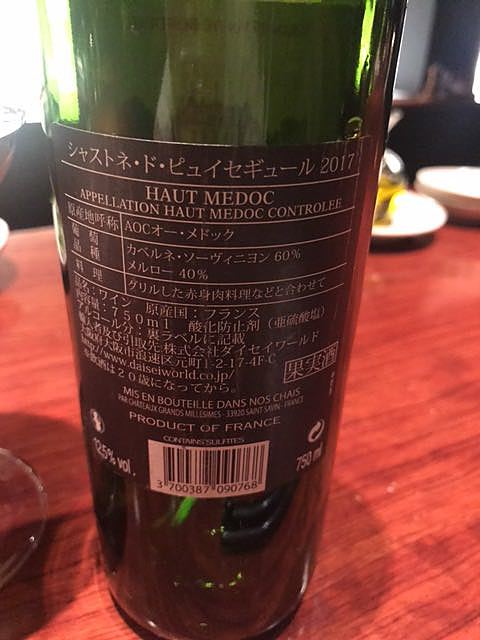 シャストネ・ド・ピュイセギュール 2017
HAUT MEDOC
APPELLATION HAUT MEDOC CONTROLEE
原産地呼称 AOCオー・メドック
葡萄品種 カベルネ・ソーヴィニヨン 60%
メルロー 40%
料理 グリルした赤身肉料理などと合わせて
品名:ワイン 原産国:フランス
内容量:750ml 酸化防止剤(亜硫酸塩)
アルコール分:裏ラベルに記載
輸入者及び引取先:株式会社ダイセイワールド
大阪府大阪市浪速区元町1-2-17-4F-C
www.daiseiworld.co.jp/
飲酒は20歳になってから。
果実酒
MIS EN BOUTEILLE DANS NOS CHAIS
PAR CHATEAUX GRANDS MILLESIMES - 33920 SAINT SAVIN - FRANCE
PRODUCT OF FRANCE
CONTAINS SULFITES
12.5% vol.
750 ml
3 700387 090768